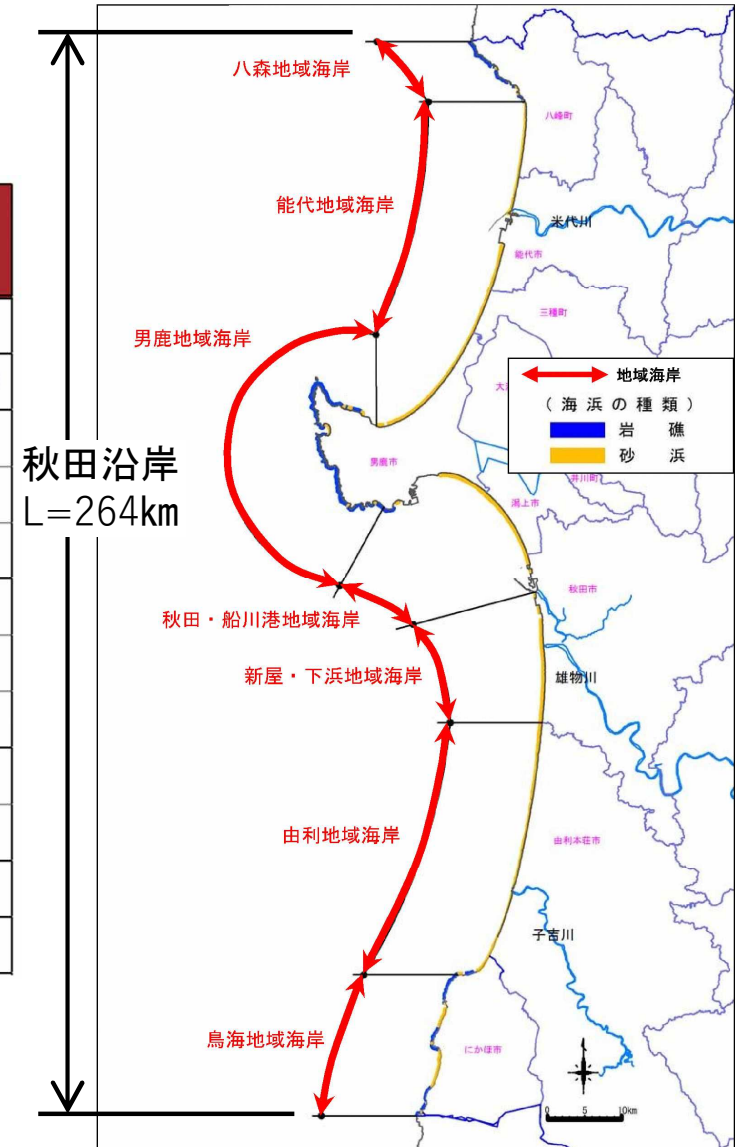 八森地域海岸
八峰町
能代地域海岸
米代川
能代市
三種町
男鹿地域海岸
地域海岸
(海浜の種類)
岩 礁
砂 浜
大
男鹿市
井川町
潟上市
秋田沿岸
L=264km
秋田市
秋田・船川港地域海岸
新屋・下浜地域海岸
雄物川
由利地域海岸
由利本荘市
子吉川
鳥海地域海岸
にかほ市
0 5 10km